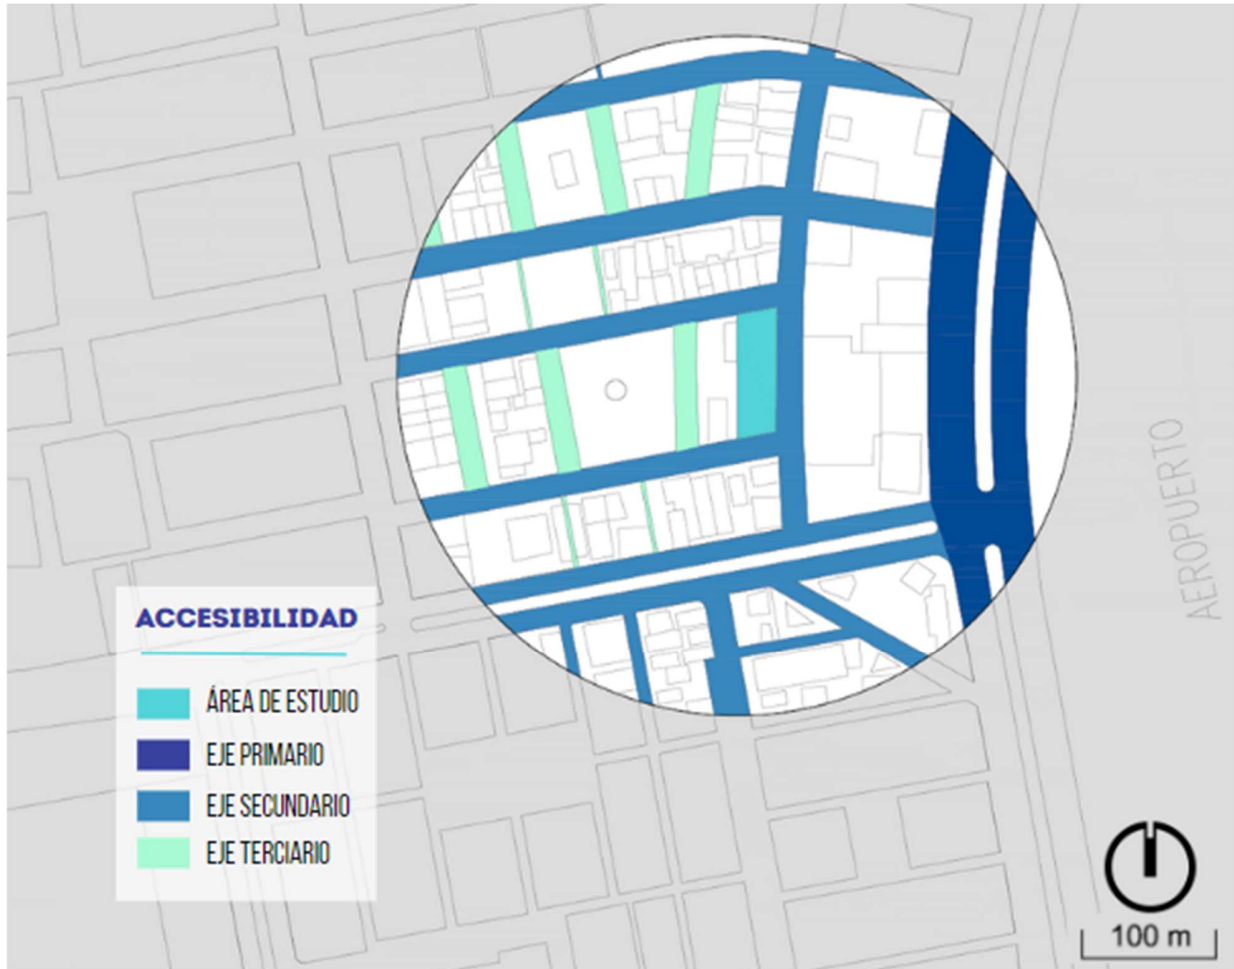 AEROPUERTO
ACCESIBILIDAD
ÁREA DE ESTUDIO
EJE PRIMARIO
EJE SECUNDARIO
EJE TERCIARIO
100 m